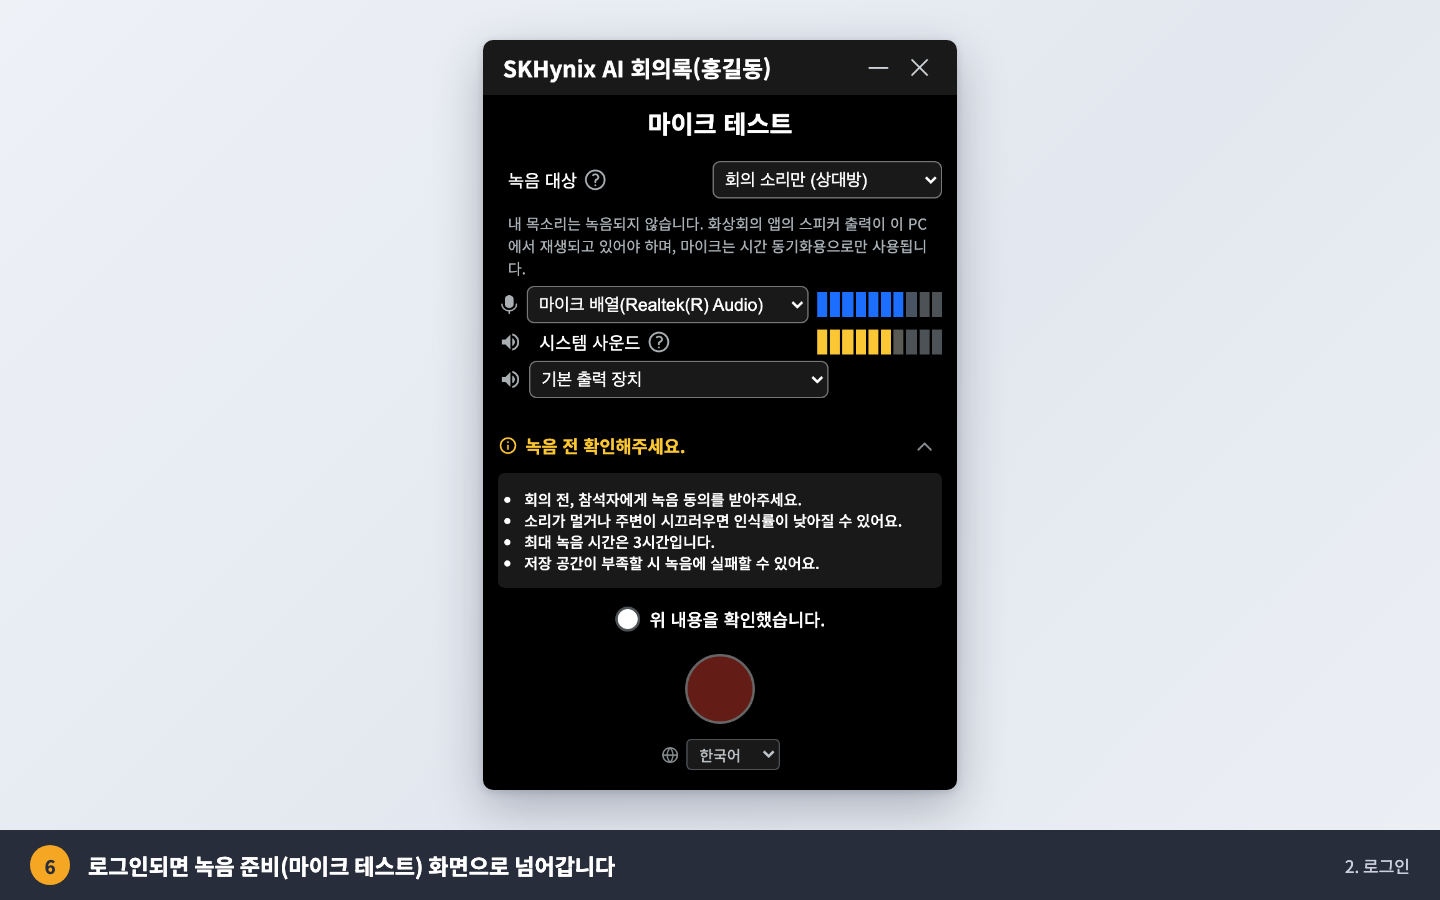 SKHynix AI 회의록(홍길동)
마이크 테스트
녹음 대상
회의 소리만 (상대방)
내 목소리는 녹음되지 않습니다. 화상회의 앱의 스피커 출력이 이 PC
에서 재생되고 있어야 하며, 마이크는 시간 동기화용으로만 사용됩니
다.
마이크 배열(Realtek(R) Audio)
시스템 사운드
기본 출력 장치
녹음 전 확인해주세요.
• 회의 전, 참석자에게 녹음 동의를 받아주세요.
• 소리가 멀거나 주변이 시끄러우면 인식률이 낮아질 수 있어요.
• 최대 녹음 시간은 3시간입니다.
• 저장 공간이 부족할 시 녹음에 실패할 수 있어요.
위 내용을 확인했습니다.
한국어
6 로그인되면 녹음 준비(마이크 테스트) 화면으로 넘어갑니다
2. 로그인